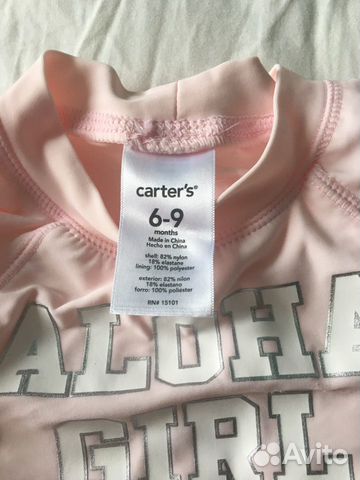 carter's®
6-9
months
Made in China
Hecho en China
shell: 82% nylon
18% elastane
lining: 100% polyester
exterior: 82% nilon
18% elastano
forro: 100% poliester
RN# 15101
ALOHA
GIRL
Avito